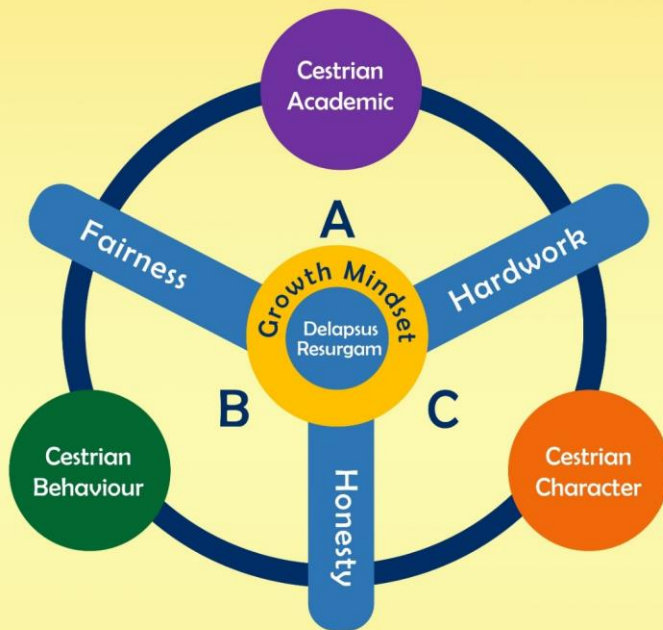 Cestrian
Academic
A
Fairness
Hardwork
Growth Mindset
Delapsus
Resurgam
B
C
Cestrian
Behaviour
Honesty
Cestrian
Character